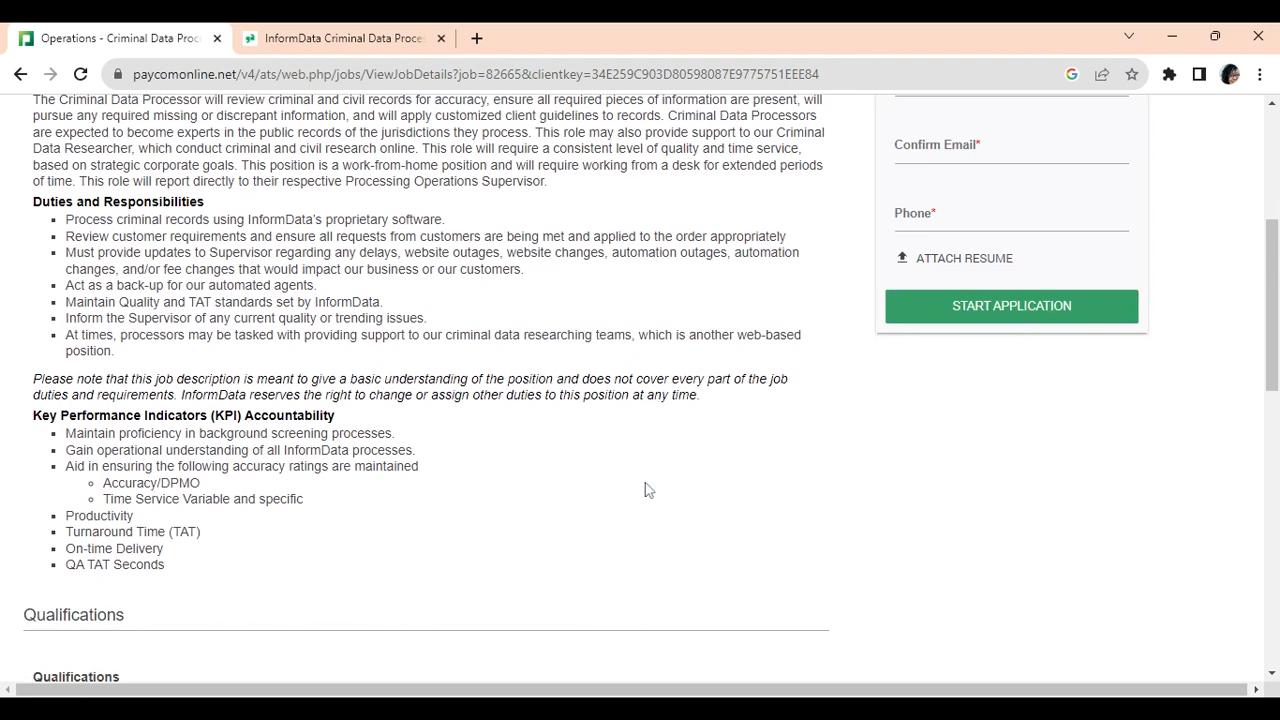 Operations - Criminal Data Proc
InformData Criminal Data Proce
paycomonline.net/v4/ats/web.php/jobs/ViewJobDetails?job=82665&clientkey=34E259C903D80598087E9775751EEE84
The Criminal Data Processor will review criminal and civil records for accuracy, ensure all required pieces of information are present, will
pursue any required missing or discrepant information, and will apply customized client guidelines to records. Criminal Data Processors
are expected to become experts in the public records of the jurisdictions they process. This role may also provide support to our Criminal
Data Researcher, which conduct criminal and civil research online. This role will require a consistent level of quality and time service,
based on strategic corporate goals. This position is a work-from-home position and will require working from a desk for extended periods
of time. This role will report directly to their respective Processing Operations Supervisor.
Duties and Responsibilities
Process criminal records using InformData's proprietary software.
Review customer requirements and ensure all requests from customers are being met and applied to the order appropriately
Must provide updates to Supervisor regarding any delays, website outages, website changes, automation outages, automation
changes, and/or fee changes that would impact our business or our customers.
Act as a back-up for our automated agents.
Maintain Quality and TAT standards set by InformData.
Inform the Supervisor of any current quality or training issues.
At times, processors may be tasked with providing support to our criminal data researching teams, which is another web-based
position.
Please note that this job description is meant to give a basic understanding of the position and does not cover every part of the job
duties and requirements. InformData reserves the right to change or assign other duties to this position at any time.
Key Performance Indicators (KPI) Accountability
Maintain proficiency in background screening processes.
Gain operational understanding of all InformData processes.
Aid in ensuring the following accuracy ratings are maintained
Accuracy/DPMO
Time Service Variable and specific
Productivity
Turnaround Time (TAT)
On-time Delivery
QA TAT Seconds
Qualifications
Qualifications
Confirm Email*
Phone*
ATTACH RESUME
START APPLICATION